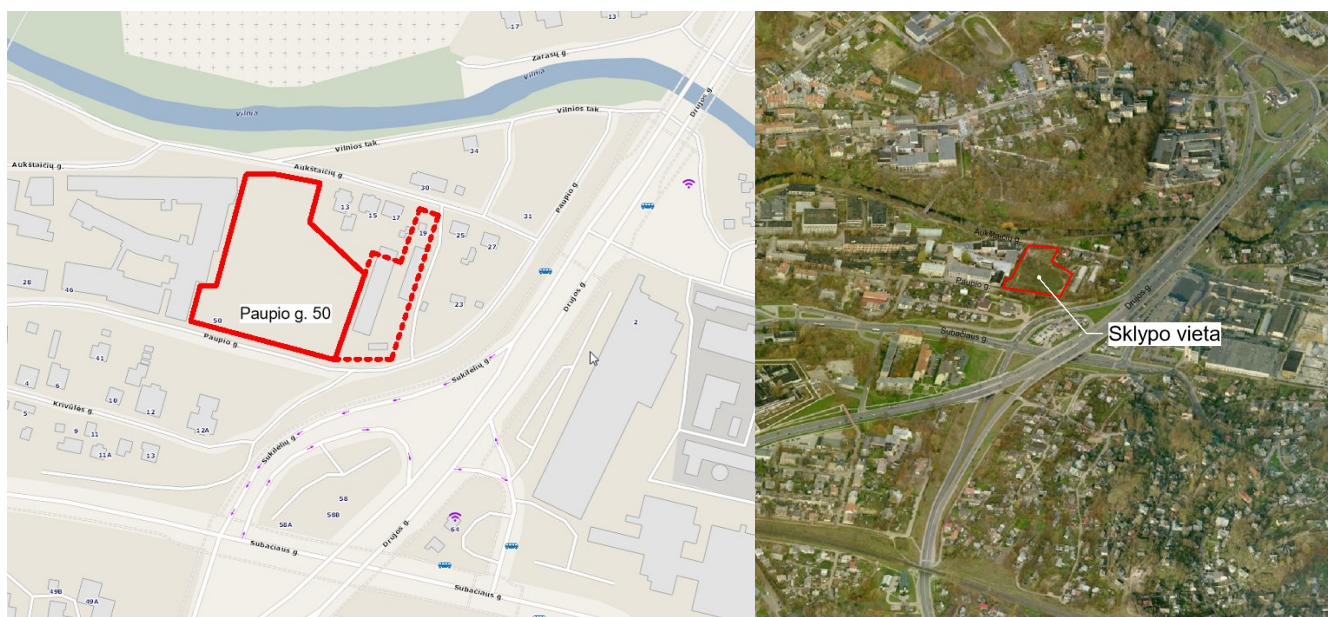 17
13
Zarasų g.
Vilnia
Drujos g.
Vilnia
Vilnios tak.
Vilnios tak.
34
Aukštaičių g.
Aukštaičių g.
30
13
15
17
31
Paupio g.
19
25
27
28
46
50
Paupio g. 50
23
Drujos g.
2
Paupio g.
41
4
6
10
12
Krivūlės g.
12A
5
9
11
11A
13
Sukilėlių g.
Sukilėlių g.
58
58A
58B
64
Drujos g.
Subačiaus g.
Subačiaus g.
49B
49A
Aukštaičių g.
Paupio g.
Drujos g.
Subačiaus g.
Sklypo vieta